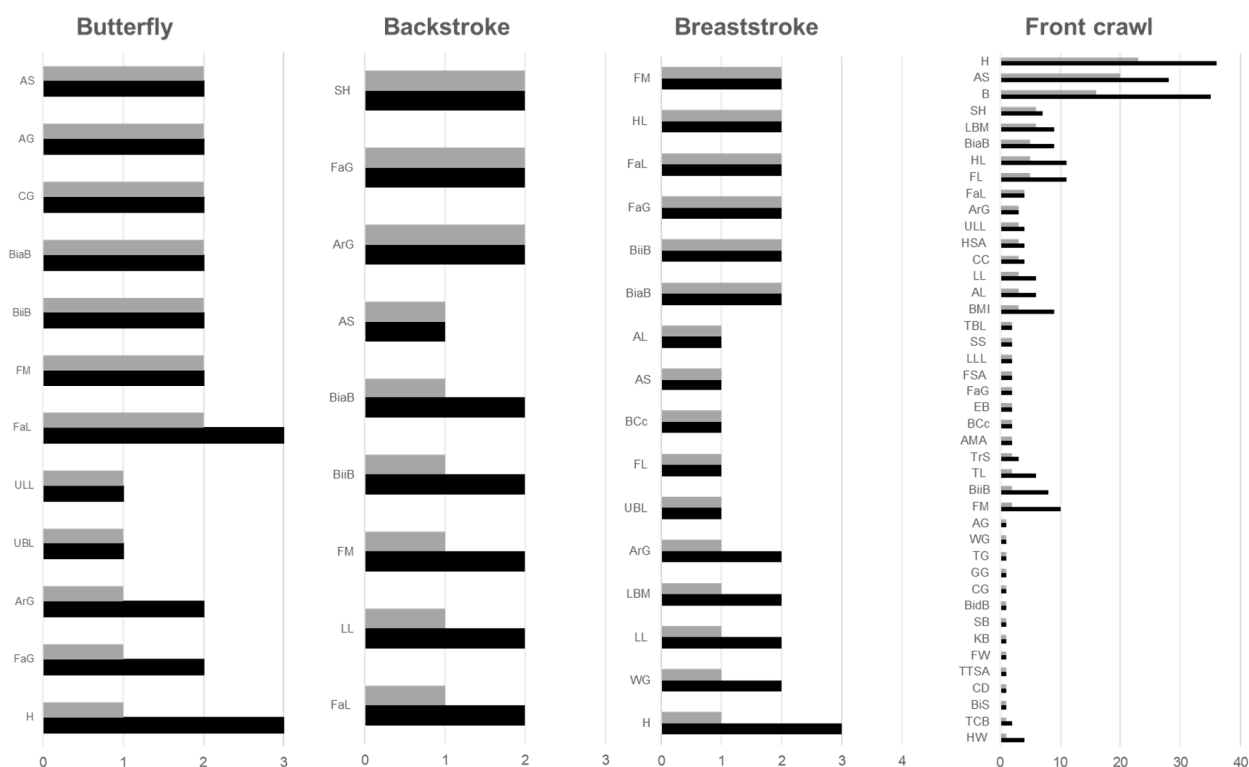 Butterfly
AS
AG
CG
BiaB
BiiB
FM
FaL
ULL
UBL
ArG
FaG
H
0 1 2 3
Backstroke
SH
FaG
ArG
AS
BiaB
BiiB
FM
LL
FaL
0 1 2 3
Breaststroke
FM
HL
FaL
FaG
BiiB
BiaB
AL
AS
BCc
FL
UBL
ArG
LBM
LL
WG
H
0 1 2 3 4
Front crawl
H
AS
B
SH
LBM
BiaB
HL
FL
FaL
ArG
ULL
HSA
CC
LL
AL
BMI
TBL
SS
LLL
FSA
FaG
EB
BCc
AMA
TrS
TL
BiiB
FM
AG
WG
TG
GG
CG
BidB
SB
KB
FW
TTSA
CD
BiS
TCB
HW
0 10 20 30 40